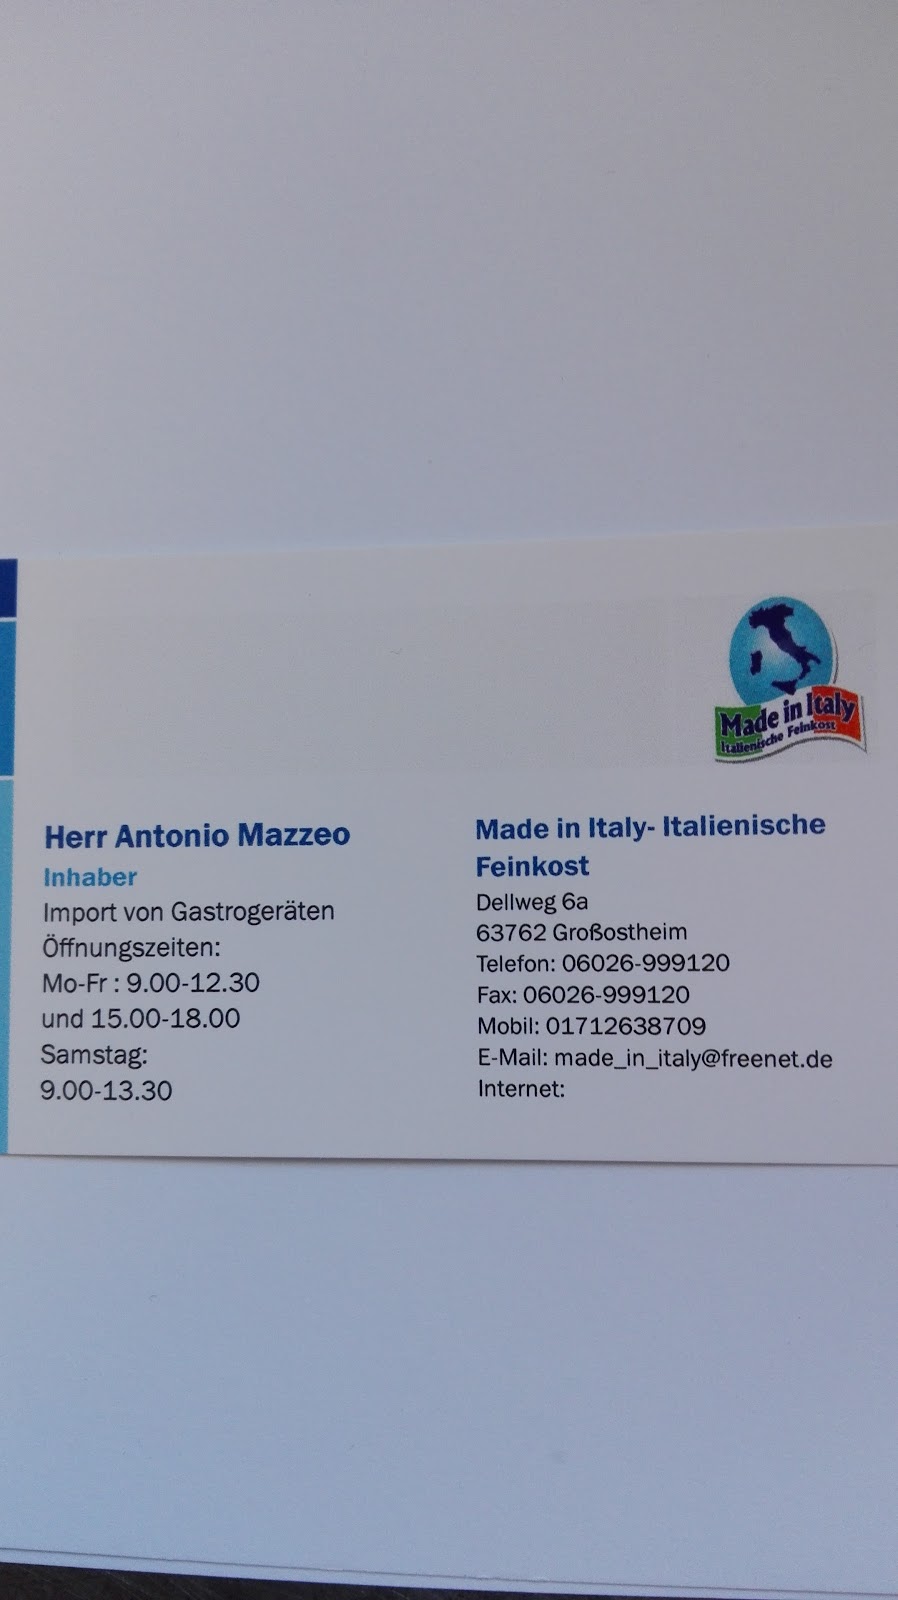 Made in Italy
Italienische Feinkost
Herr Antonio Mazzeo
Inhaber
Import von Gastrogeräten
Öffnungszeiten:
Mo-Fr : 9.00-12.30
und 15.00-18.00
Samstag:
9.00-13.30
Made in Italy- Italienische
Feinkost
Dellweg 6a
63762 Großostheim
Telefon: 06026-999120
Fax: 06026-999120
Mobil: 01712638709
E-Mail: made_in_italy@freenet.de
Internet: